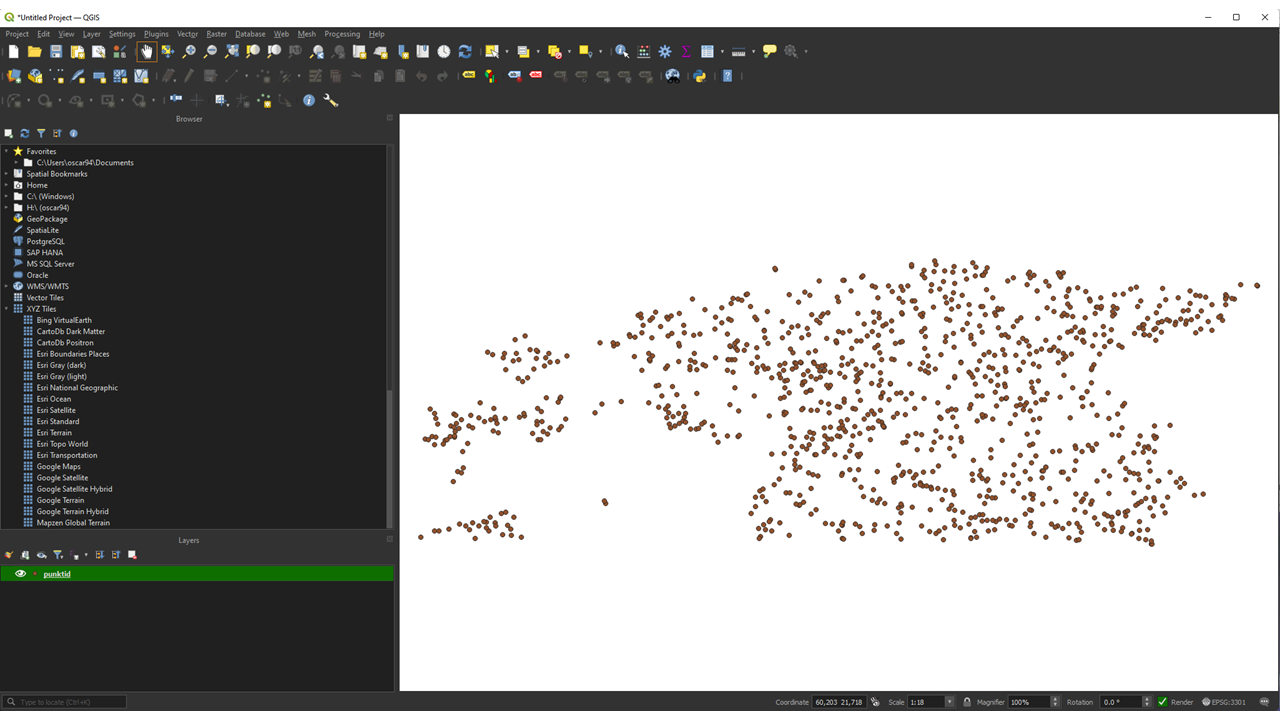 *Untitled Project — QGIS
Project Edit View Layer Settings Plugins Vector Raster Database Web Mesh Processing Help
abc abc abc
Browser
Favorites
C:\Users\oscar94\Documents
Spatial Bookmarks
Home
C:\ (Windows)
H:\ (oscar94)
GeoPackage
SpatiaLite
PostgreSQL
SAP HANA
MS SQL Server
Oracle
WMS/WMTS
Vector Tiles
XYZ Tiles
Bing VirtualEarth
CartoDb Dark Matter
CartoDb Positron
Esri Boundaries Places
Esri Gray (dark)
Esri Gray (light)
Esri National Geographic
Esri Ocean
Esri Satellite
Esri Standard
Esri Terrain
Esri Topo World
Esri Transportation
Google Maps
Google Satellite
Google Satellite Hybrid
Google Terrain
Google Terrain Hybrid
Mapzen Global Terrain
Layers
punktid
Type to locate (Ctrl+K) Coordinate 60,203 21,718 Scale 1:18 Magnifier 100% Rotation 0.0 ° Render EPSG:3301